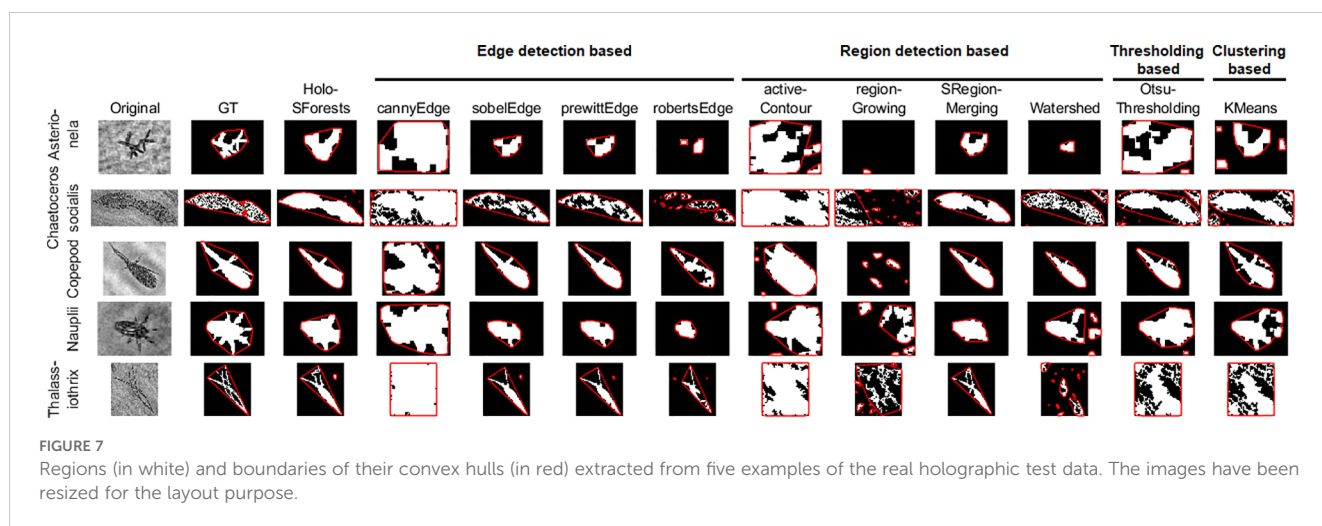 Edge detection based
Region detection based
Thresholding based
Clustering based
Original
GT
Holo-SForests
cannyEdge
sobelEdge
prewittEdge
robertsEdge
active-Contour
region-Growing
SRegion-Merging
Watershed
Otsu-Thresholding
KMeans
Asterio-nela
Chaetoceros socialis
Copepod
Nauplii
Thalass-iothrix
FIGURE 7
Regions (in white) and boundaries of their convex hulls (in red) extracted from five examples of the real holographic test data. The images have been
resized for the layout purpose.